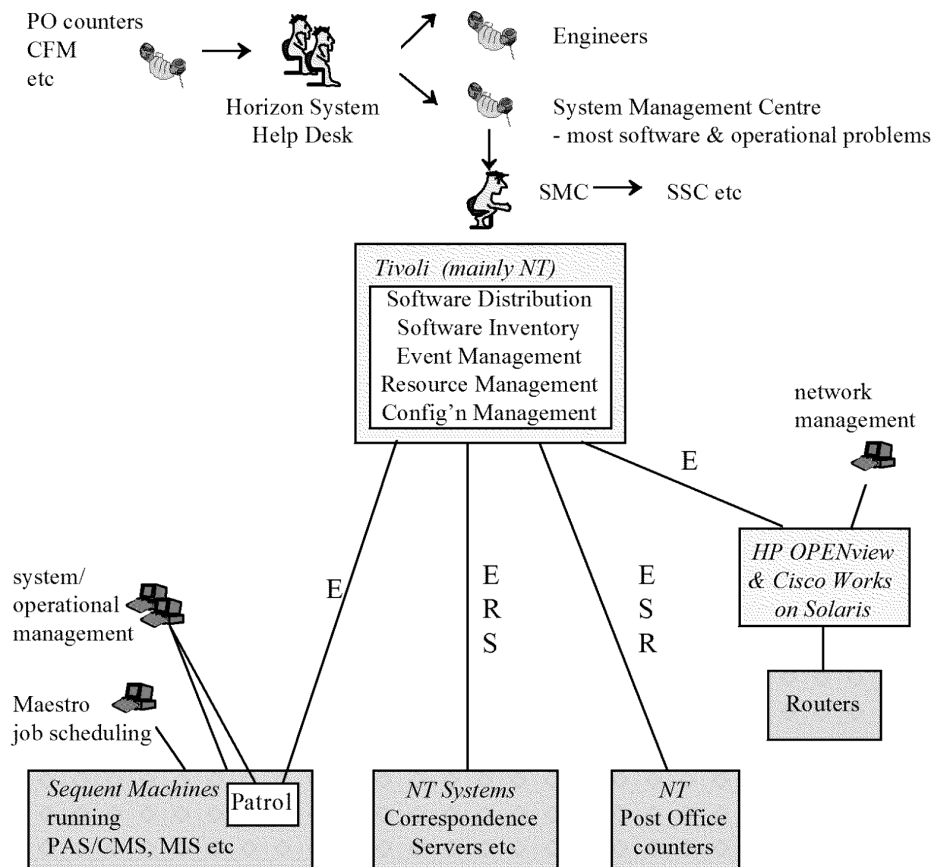 PO counters
CFM
etc
Horizon System
Help Desk
Engineers
System Management Centre
- most software & operational problems
SMC
SSC etc
Tivoli (mainly NT)
Software Distribution
Software Inventory
Event Management
Resource Management
Config'n Management
network
management
E
HP OPENview
& Cisco Works
on Solaris
Routers
system/
operational
management
Maestro
job scheduling
E
E
R
S
E
S
R
Sequent Machines
running
PAS/CMS, MIS etc
Patrol
NT Systems
Correspondence
Servers etc
NT
Post Office
counters